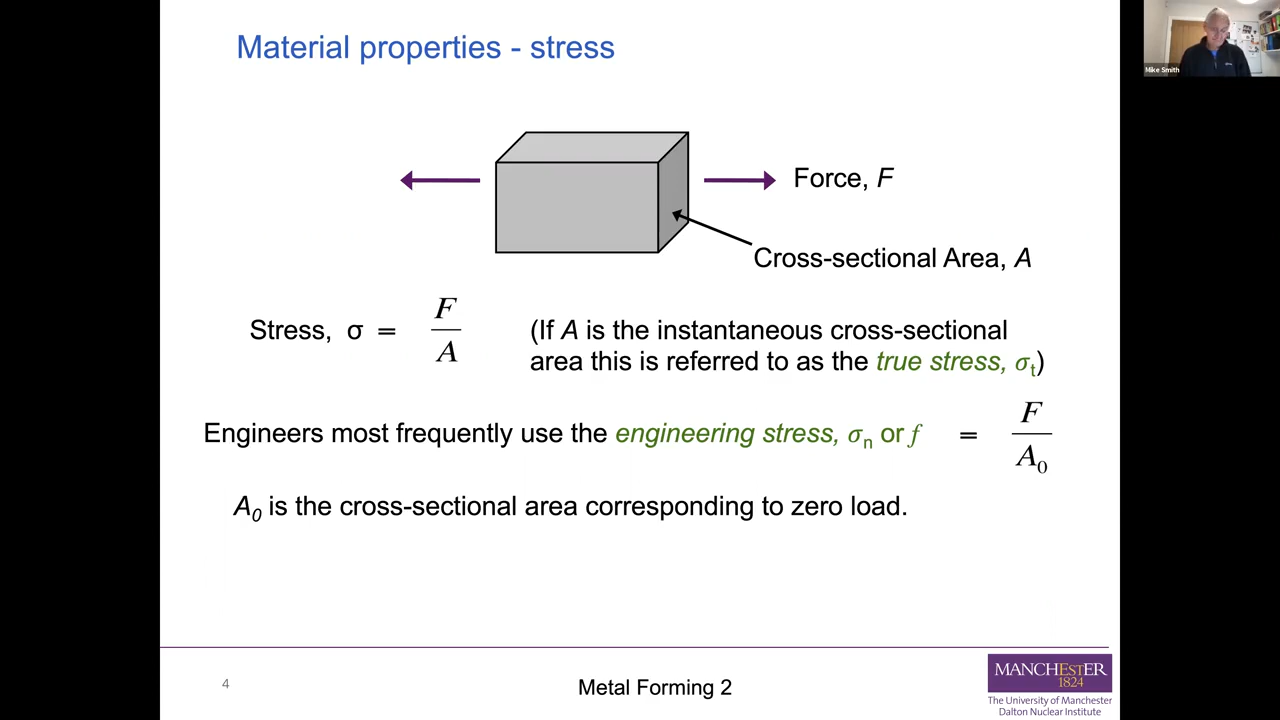 Material properties - stress
Mike Smith
Force, F
Cross-sectional Area, A
Stress, σ = F/A
(If A is the instantaneous cross-sectional
area this is referred to as the true stress, σt)
Engineers most frequently use the engineering stress, σn or f = F/A0
A0 is the cross-sectional area corresponding to zero load.
4
Metal Forming 2
MANCHESTER
1824
The University of Manchester
Dalton Nuclear Institute